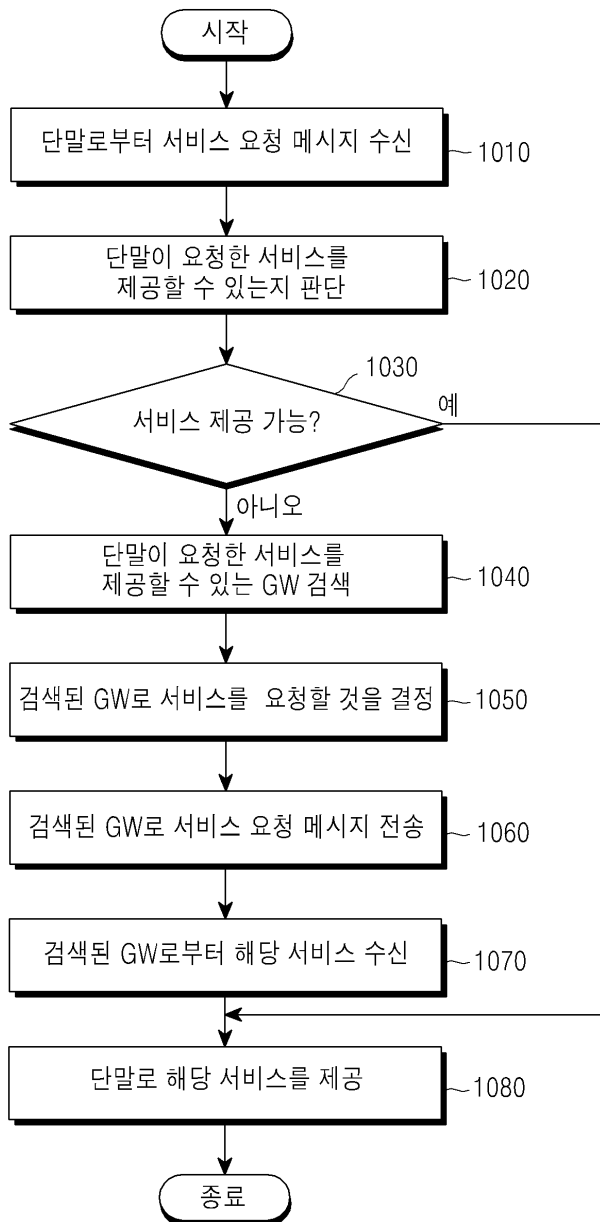 시작
단말로부터 서비스 요청 메시지 수신
1010
단말이 요청한 서비스를
제공할 수 있는지 판단
1020
1030
서비스 제공 가능?
예
아니오
단말이 요청한 서비스를
제공할 수 있는 GW 검색
1040
검색된 GW로 서비스를 요청할 것을 결정
1050
검색된 GW로 서비스 요청 메시지 전송
1060
검색된 GW로부터 해당 서비스 수신
1070
단말로 해당 서비스를 제공
1080
종료